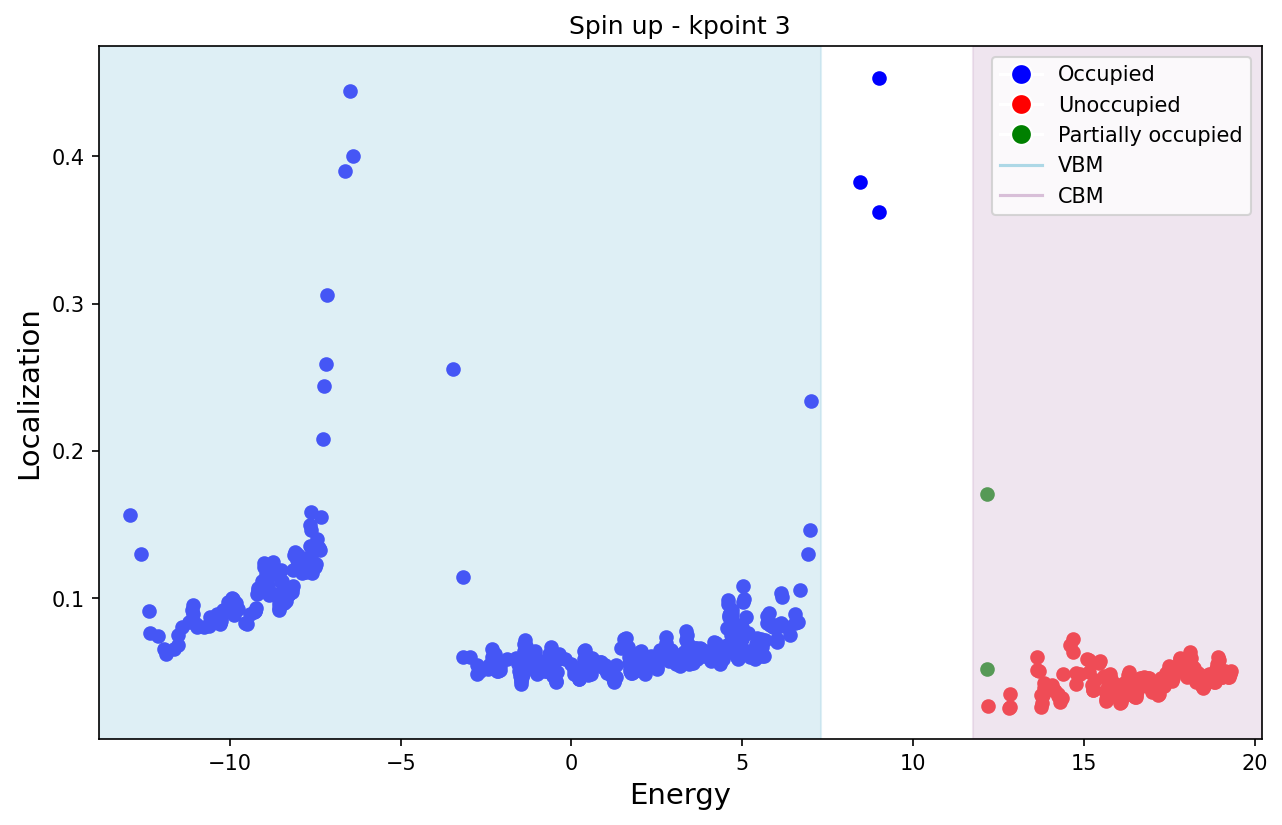 Spin up - kpoint 3
Localization
0.4
0.3
0.2
0.1
Occupied
Unoccupied
Partially occupied
VBM
CBM
−10
−5
0
5
10
15
20
Energy